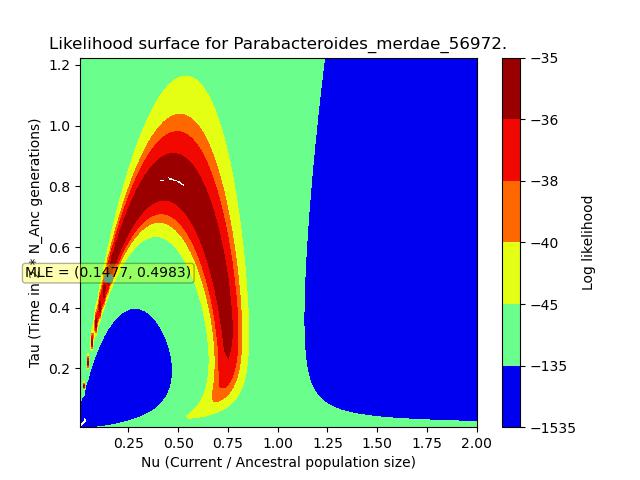 Likelihood surface for Parabacteroides_merdae_56972.
1.2
1.0
0.8
0.6
0.4
0.2
Tau (Time in * N_Anc generations)
MLE = (0.1477, 0.4983)
0.25 0.50 0.75 1.00 1.25 1.50 1.75 2.00
Nu (Current / Ancestral population size)
−35
−36
−38
−40
−45
−135
−1535
Log likelihood